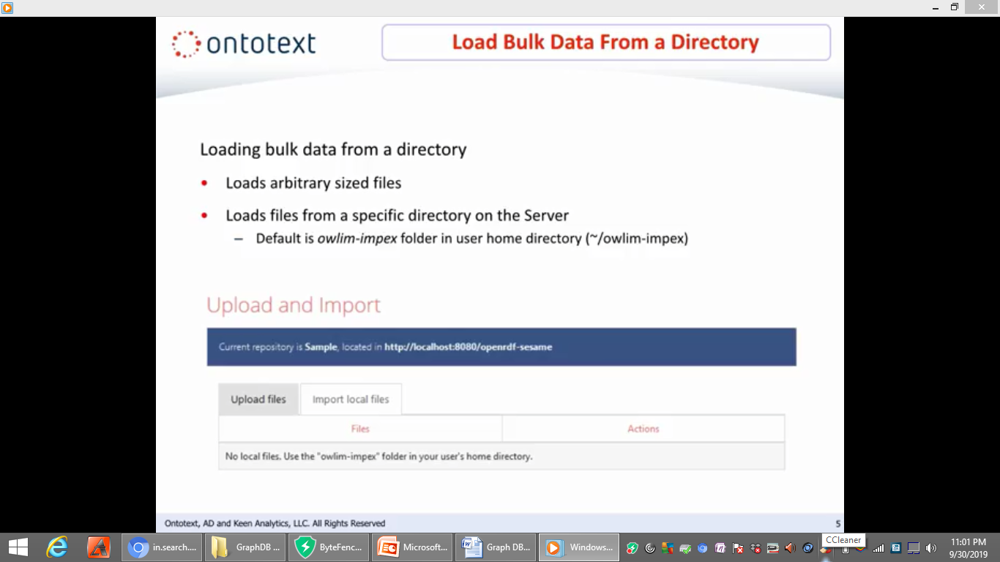 ontotext
Load Bulk Data From a Directory
Loading bulk data from a directory
• Loads arbitrary sized files
• Loads files from a specific directory on the Server
– Default is owlim-impex folder in user home directory (~/owlim-impex)
Upload and Import
Current repository is Sample, located in http://localhost:8080/openrdf-sesame
Upload files Import local files
Files Actions
No local files. Use the "owlim-impex" folder in your user's home directory.
Ontotext, AD and Keen Analytics, LLC. All Rights Reserved 5
CCleaner
in.search.... GraphDB ... ByteFenc... Microsoft... Graph DB... Windows... 11:01 PM
9/30/2019